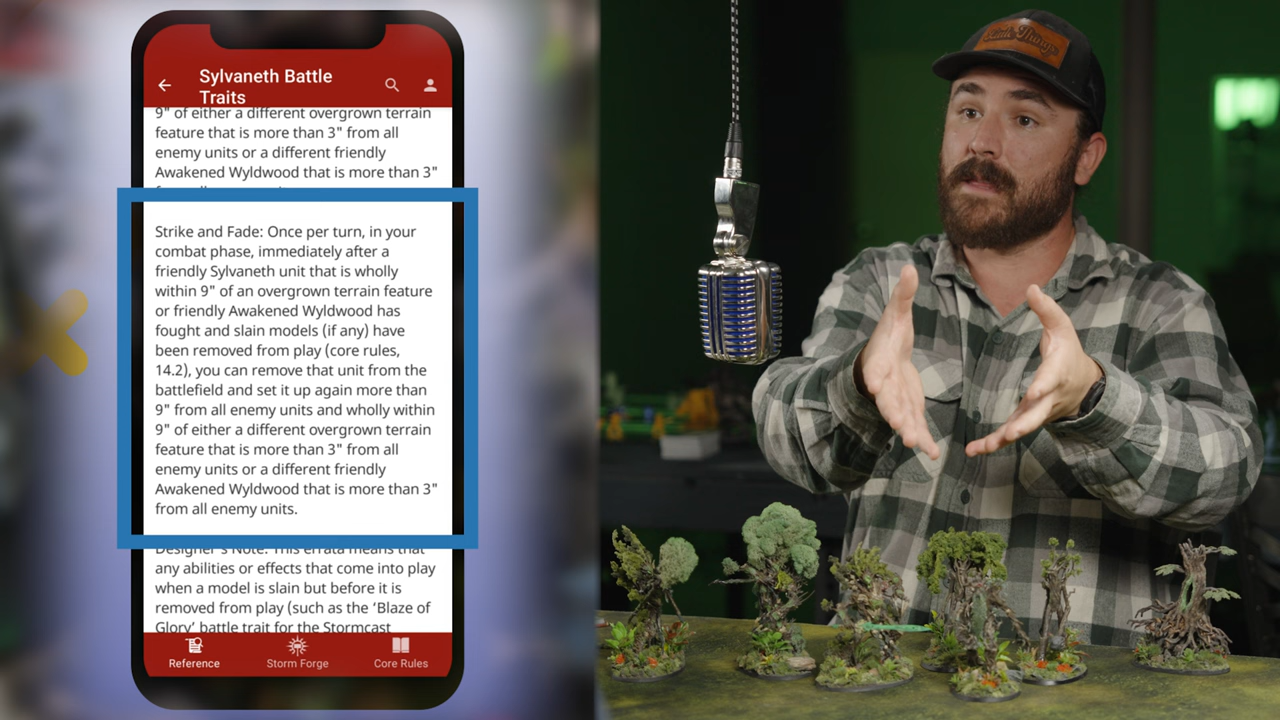 Sylvaneth Battle
Traits
9" of either a different overgrown terrain
feature that is more than 3" from all
enemy units or a different friendly
Awakened Wyldwood that is more than 3"
Strike and Fade: Once per turn, in your
combat phase, immediately after a
friendly Sylvaneth unit that is wholly
within 9" of an overgrown terrain feature
or friendly Awakened Wyldwood has
fought and slain models (if any) have
been removed from play (core rules,
14.2), you can remove that unit from the
battlefield and set it up again more than
9" from all enemy units and wholly within
9" of either a different overgrown terrain
feature that is more than 3" from all
enemy units or a different friendly
Awakened Wyldwood that is more than 3"
from all enemy units.
Designer's Note: This errata means that
any abilities or effects that come into play
when a model is slain but before it is
removed from play (such as the 'Blaze of
Glory' battle trait for the Stormcast
Reference
Storm Forge
Core Rules